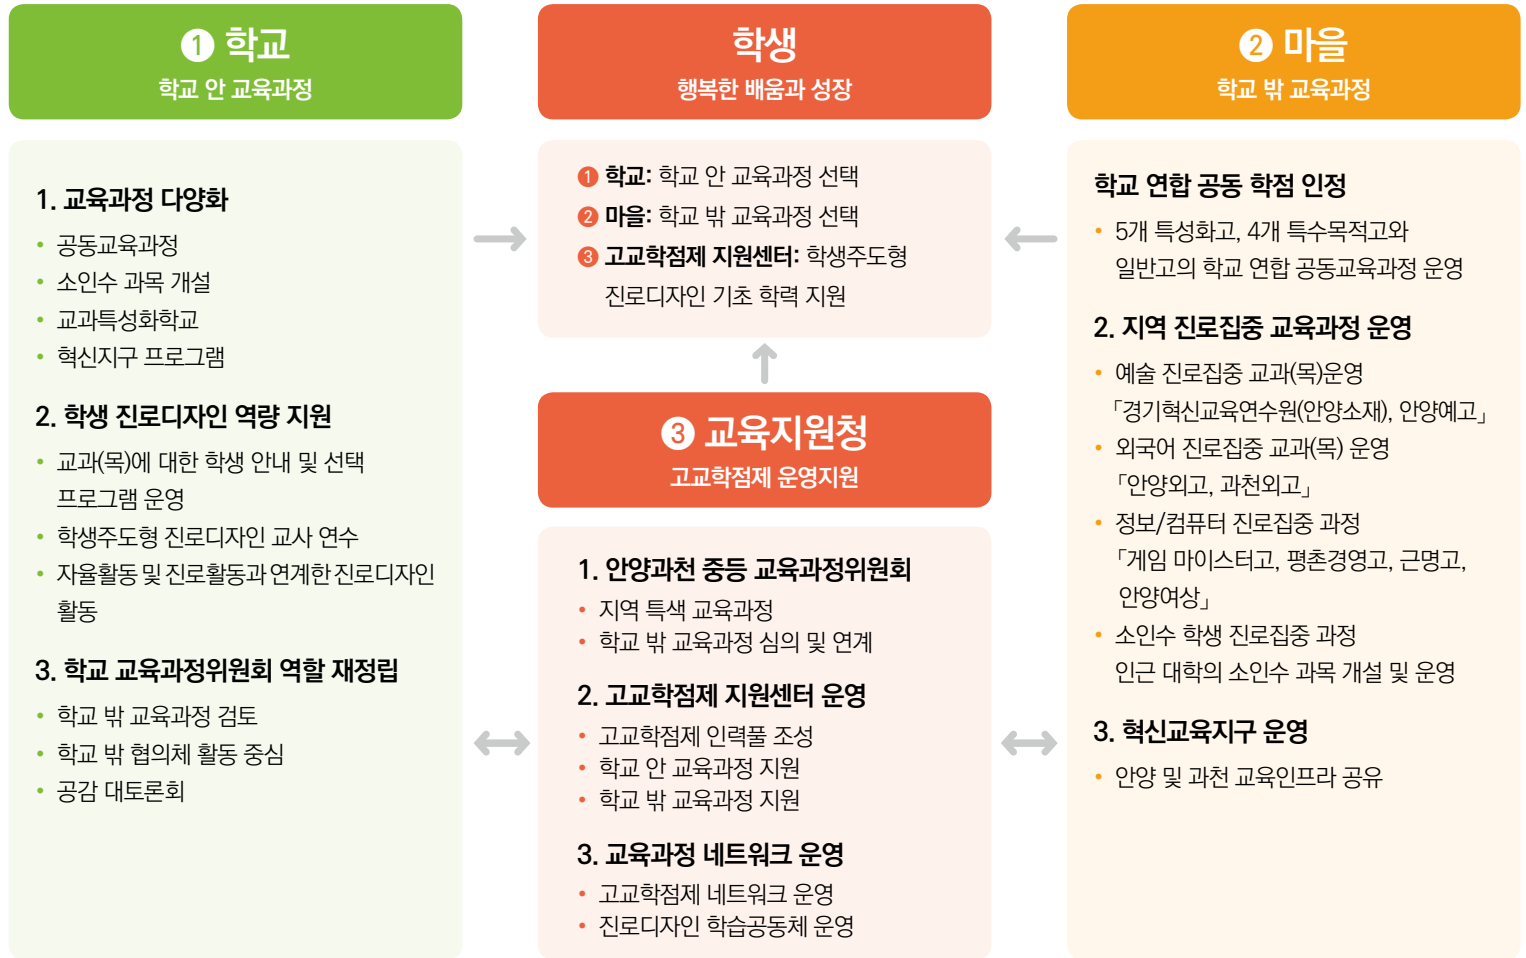 ❶ 학교
학교 안 교육과정
1. 교육과정 다양화
• 공동교육과정
• 소인수 과목 개설
• 교과특성화학교
• 혁신지구 프로그램
2. 학생 진로디자인 역량 지원
• 교과(목)에 대한 학생 안내 및 선택
프로그램 운영
• 학생주도형 진로디자인 교사 연수
• 자율활동 및 진로활동과 연계한 진로디자인
활동
3. 학교 교육과정위원회 역할 재정립
• 학교 밖 교육과정 검토
• 학교 밖 협의체 활동 중심
• 공감 대토론회
학생
행복한 배움과 성장
❶ 학교: 학교 안 교육과정 선택
❷ 마을: 학교 밖 교육과정 선택
❸ 고교학점제 지원센터: 학생주도형
진로디자인 기초 학력 지원
❸ 교육지원청
고교학점제 운영지원
1. 안양과천 중등 교육과정위원회
• 지역 특색 교육과정
• 학교 밖 교육과정 심의 및 연계
2. 고교학점제 지원센터 운영
• 고교학점제 인력풀 조성
• 학교 안 교육과정 지원
• 학교 밖 교육과정 지원
3. 교육과정 네트워크 운영
• 고교학점제 네트워크 운영
• 진로디자인 학습공동체 운영
❷ 마을
학교 밖 교육과정
학교 연합 공동 학점 인정
• 5개 특성화고, 4개 특수목적고와
일반고의 학교 연합 공동교육과정 운영
2. 지역 진로집중 교육과정 운영
• 예술 진로집중 교과(목)운영
「경기혁신교육연수원(안양소재), 안양예고」
• 외국어 진로집중 교과(목) 운영
「안양외고, 과천외고」
• 정보/컴퓨터 진로집중 과정
「게임 마이스터고, 평촌경영고, 근명고,
안양여상」
• 소인수 학생 진로집중 과정
인근 대학의 소인수 과목 개설 및 운영
3. 혁신교육지구 운영
• 안양 및 과천 교육인프라 공유